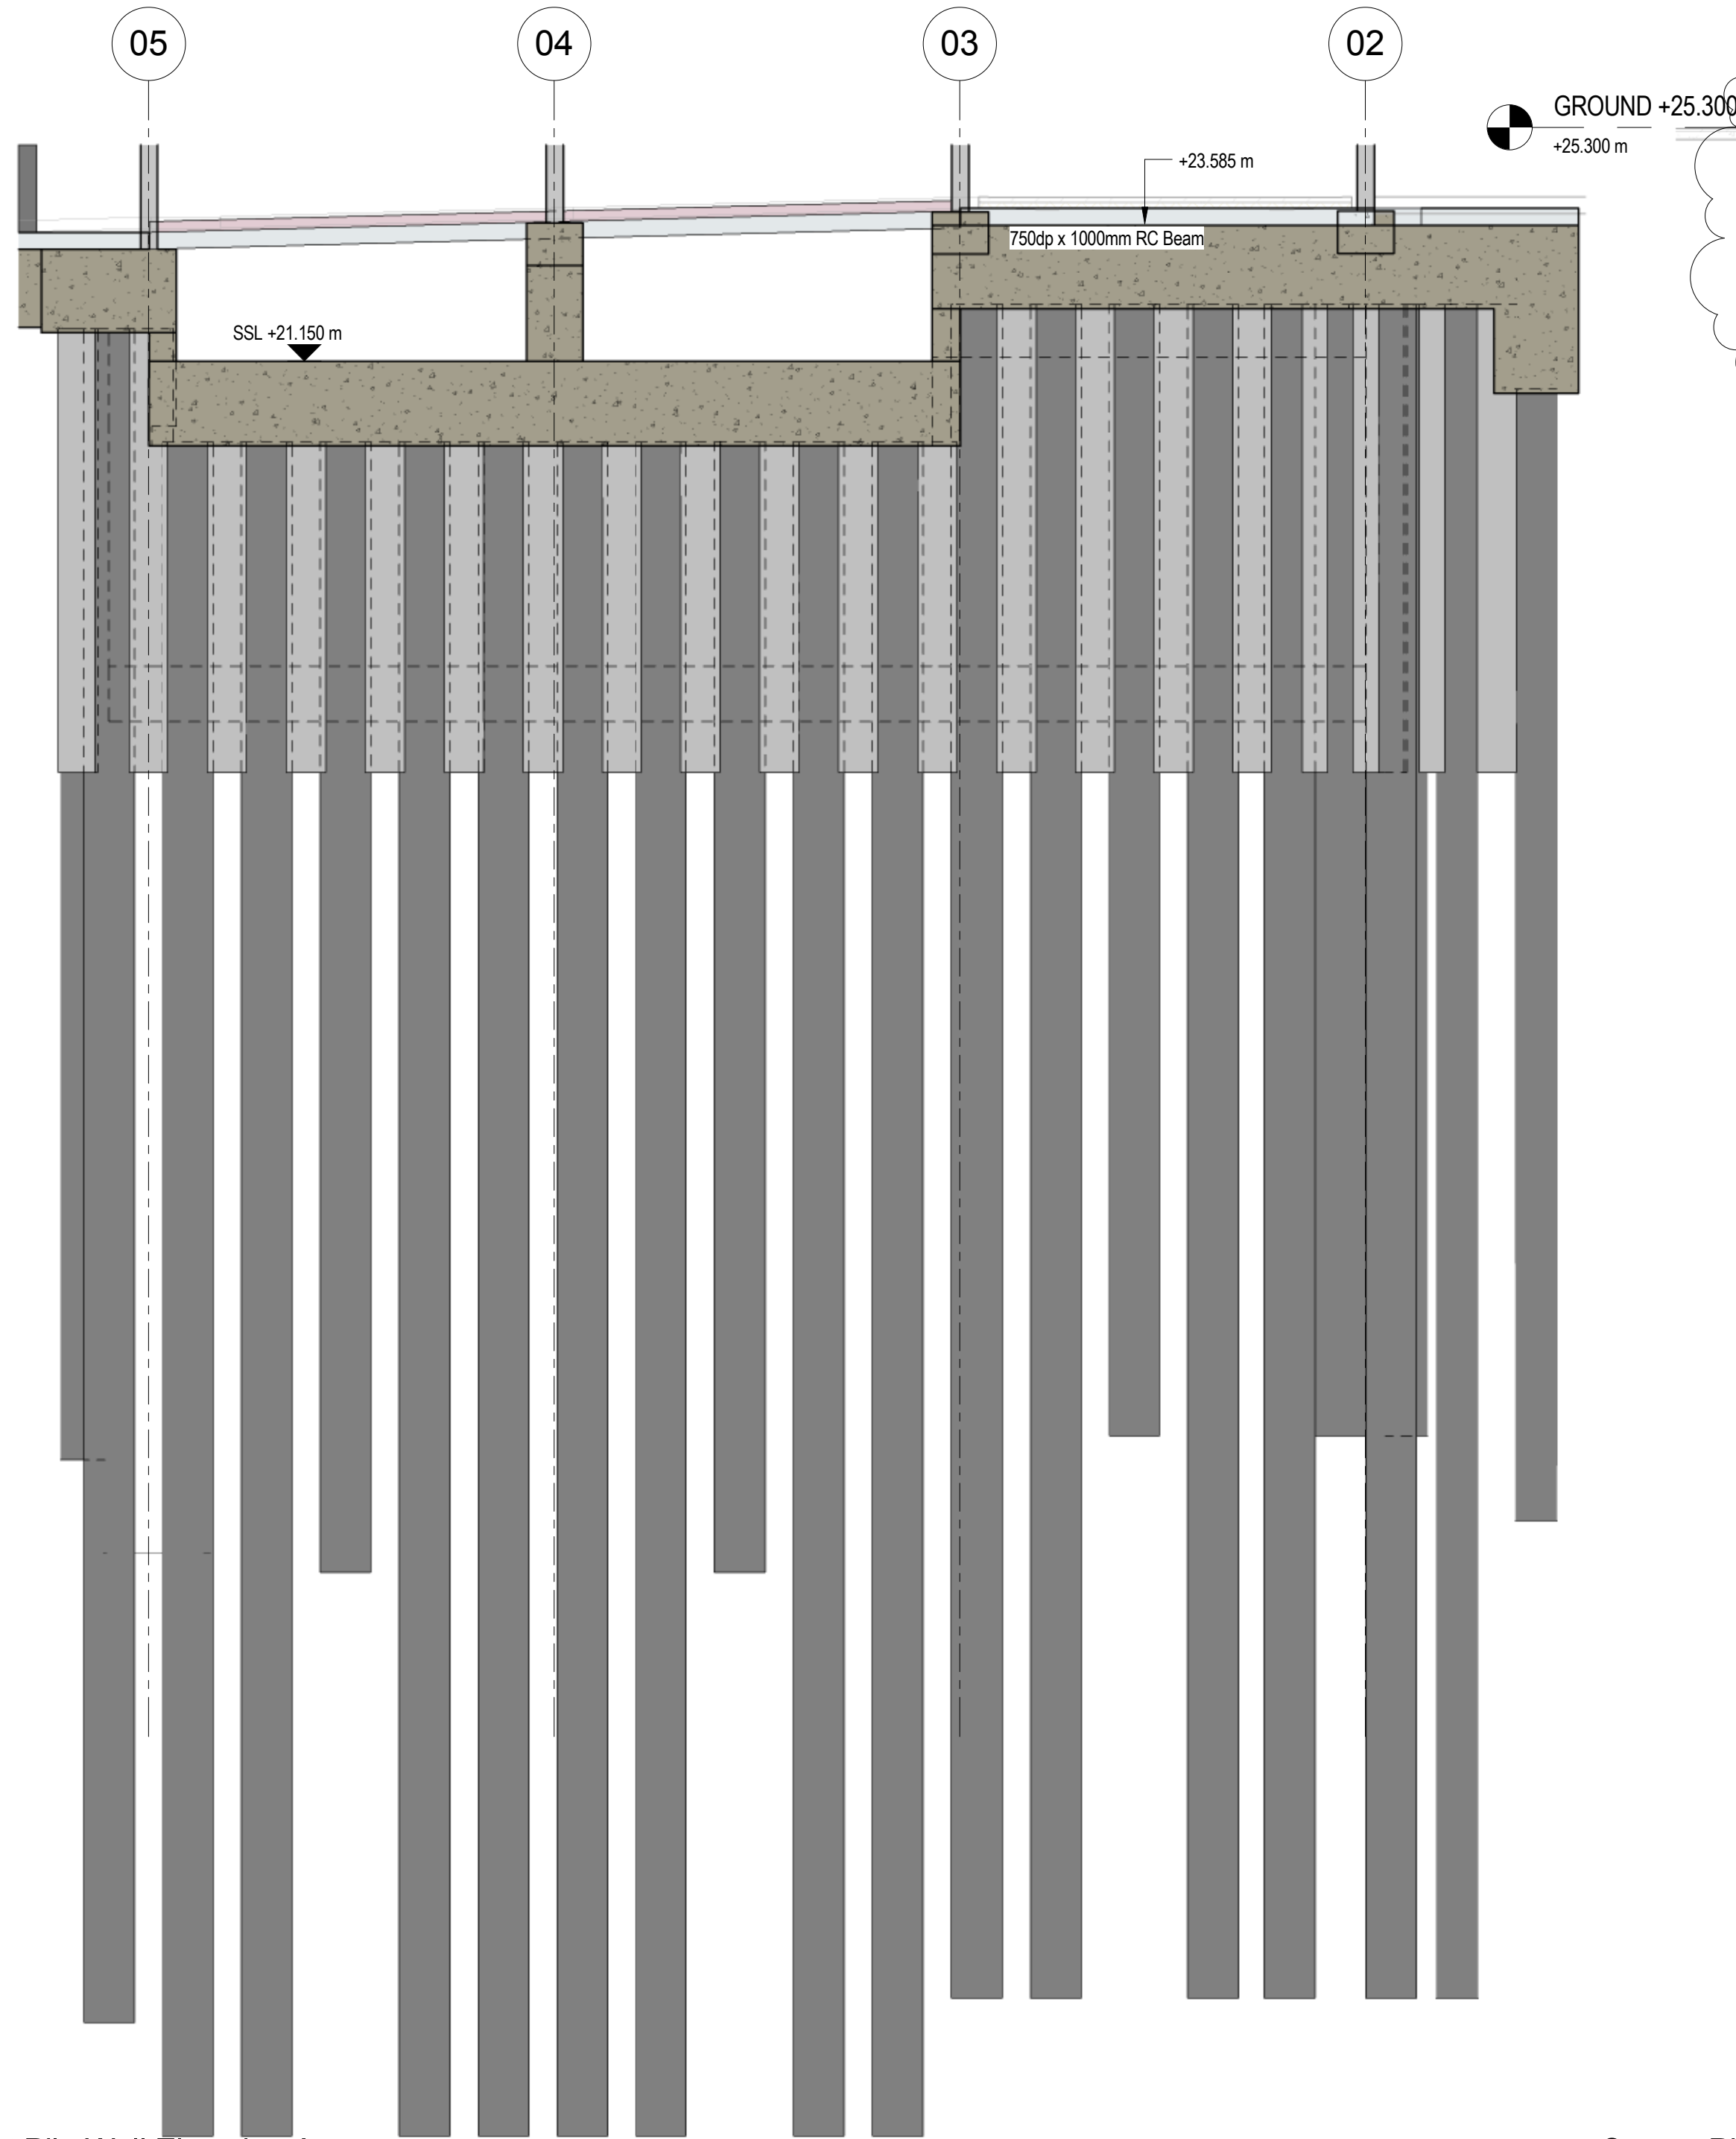 05
04
03
02
GROUND +25.300
+25.300 m
+23.585 m
750dp x 1000mm RC Beam
SSL +21.150 m